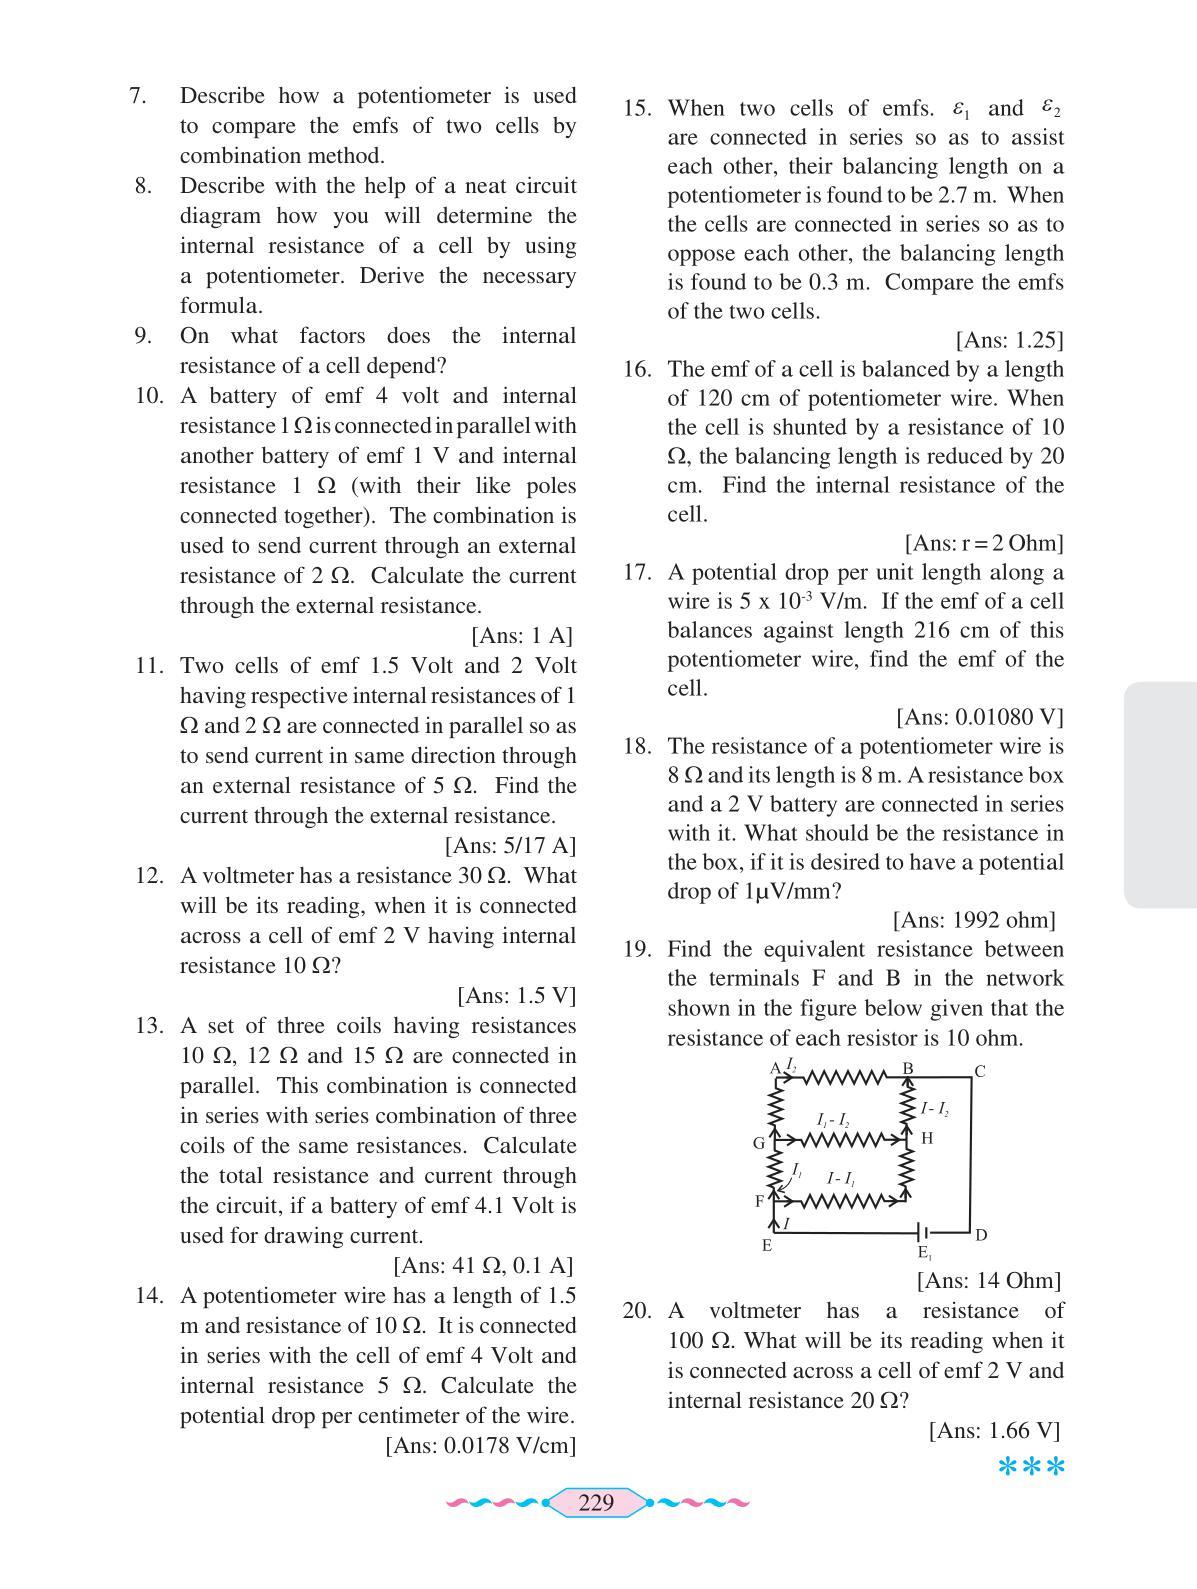 7. Describe how a potentiometer is used
to compare the emfs of two cells by
combination method.
8. Describe with the help of a neat circuit
diagram how you will determine the
internal resistance of a cell by using
a potentiometer. Derive the necessary
formula.
9. On what factors does the internal
resistance of a cell depend?
10. A battery of emf 4 volt and internal
resistance 1 Ω is connected in parallel with
another battery of emf 1 V and internal
resistance 1 Ω (with their like poles
connected together). The combination is
used to send current through an external
resistance of 2 Ω. Calculate the current
through the external resistance.
[Ans: 1 A]
11. Two cells of emf 1.5 Volt and 2 Volt
having respective internal resistances of 1
Ω and 2 Ω are connected in parallel so as
to send current in same direction through
an external resistance of 5 Ω. Find the
current through the external resistance.
[Ans: 5/17 A]
12. A voltmeter has a resistance 30 Ω. What
will be its reading, when it is connected
across a cell of emf 2 V having internal
resistance 10 Ω?
[Ans: 1.5 V]
13. A set of three coils having resistances
10 Ω, 12 Ω and 15 Ω are connected in
parallel. This combination is connected
in series with series combination of three
coils of the same resistances. Calculate
the total resistance and current through
the circuit, if a battery of emf 4.1 Volt is
used for drawing current.
[Ans: 41 Ω, 0.1 A]
14. A potentiometer wire has a length of 1.5
m and resistance of 10 Ω. It is connected
in series with the cell of emf 4 Volt and
internal resistance 5 Ω. Calculate the
potential drop per centimeter of the wire.
[Ans: 0.0178 V/cm]
15. When two cells of emfs. ε₁ and ε₂
are connected in series so as to assist
each other, their balancing length on a
potentiometer is found to be 2.7 m. When
the cells are connected in series so as to
oppose each other, the balancing length
is found to be 0.3 m. Compare the emfs
of the two cells.
[Ans: 1.25]
16. The emf of a cell is balanced by a length
of 120 cm of potentiometer wire. When
the cell is shunted by a resistance of 10
Ω, the balancing length is reduced by 20
cm. Find the internal resistance of the
cell.
[Ans: r = 2 Ohm]
17. A potential drop per unit length along a
wire is 5 x 10⁻³ V/m. If the emf of a cell
balances against length 216 cm of this
potentiometer wire, find the emf of the
cell.
[Ans: 0.01080 V]
18. The resistance of a potentiometer wire is
8 Ω and its length is 8 m. A resistance box
and a 2 V battery are connected in series
with it. What should be the resistance in
the box, if it is desired to have a potential
drop of 1μV/mm?
[Ans: 1992 ohm]
19. Find the equivalent resistance between
the terminals F and B in the network
shown in the figure below given that the
resistance of each resistor is 10 ohm.
A I₂ B C
I - I₂
I₁ - I₂
G H
I₁ I - I₁
F
I
E E₁ D
[Ans: 14 Ohm]
20. A voltmeter has a resistance of
100 Ω. What will be its reading when it
is connected across a cell of emf 2 V and
internal resistance 20 Ω?
[Ans: 1.66 V]
***
229